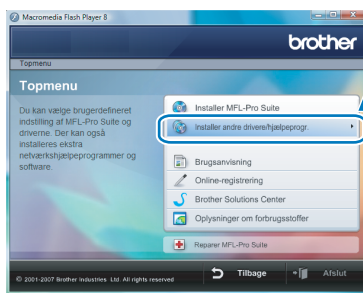 Macromedia Flash Player 8
brother
Topmenu
Topmenu
Du kan vælge brugerdefineret
indstilling af MFL-Pro Suite og
driverne. Der kan også
installeres ekstra
netværkshjælpeprogrammer og
software.
Installer MFL-Pro Suite
Installer andre drivere/hjælpeprogr.
Brugsanvisning
Online-registrering
Brother Solutions Center
Oplysninger om forbrugsstoffer
Reparer MFL-Pro Suite
© 2001-2007 Brother Industries, Ltd. All rights reserved
Tilbage
Afslut